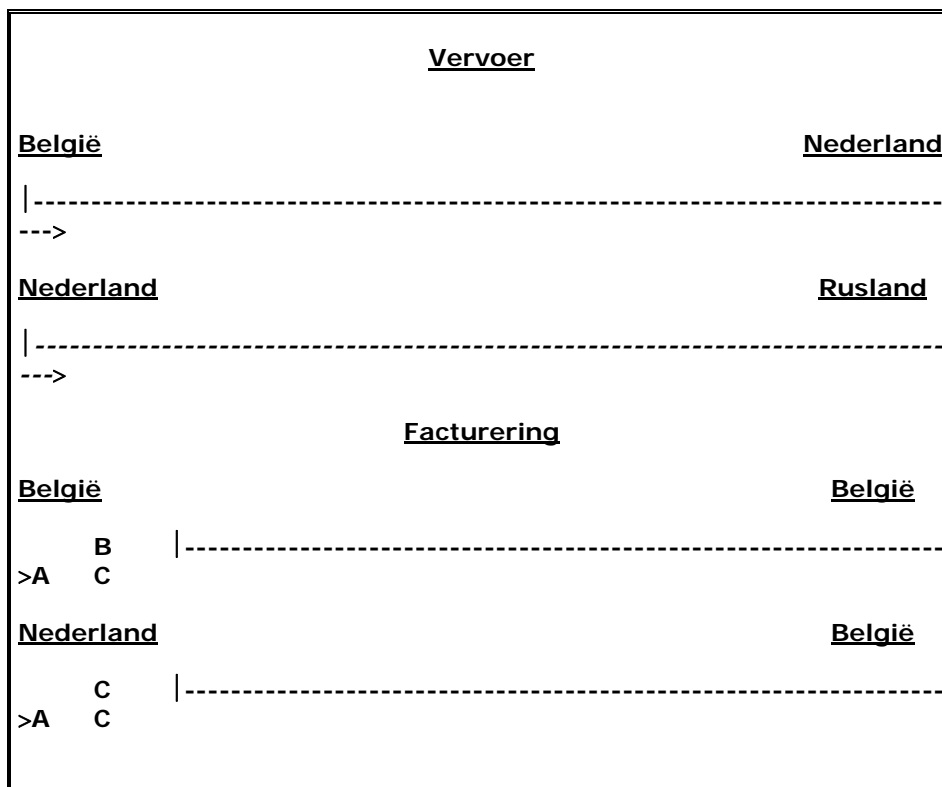 Vervoer
België Nederland
|-------------------------------------------------------------------------------
--->
Nederland Rusland
|-------------------------------------------------------------------------------
--->
Facturering
België België
B |------------------------------------------------------------------
>A C
Nederland België
C |------------------------------------------------------------------
>A C